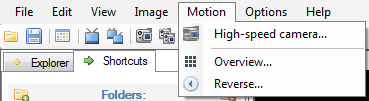 File Edit View Image Motion Options Help
High-speed camera...
Overview...
Reverse...
Explorer Shortcuts
Folders: